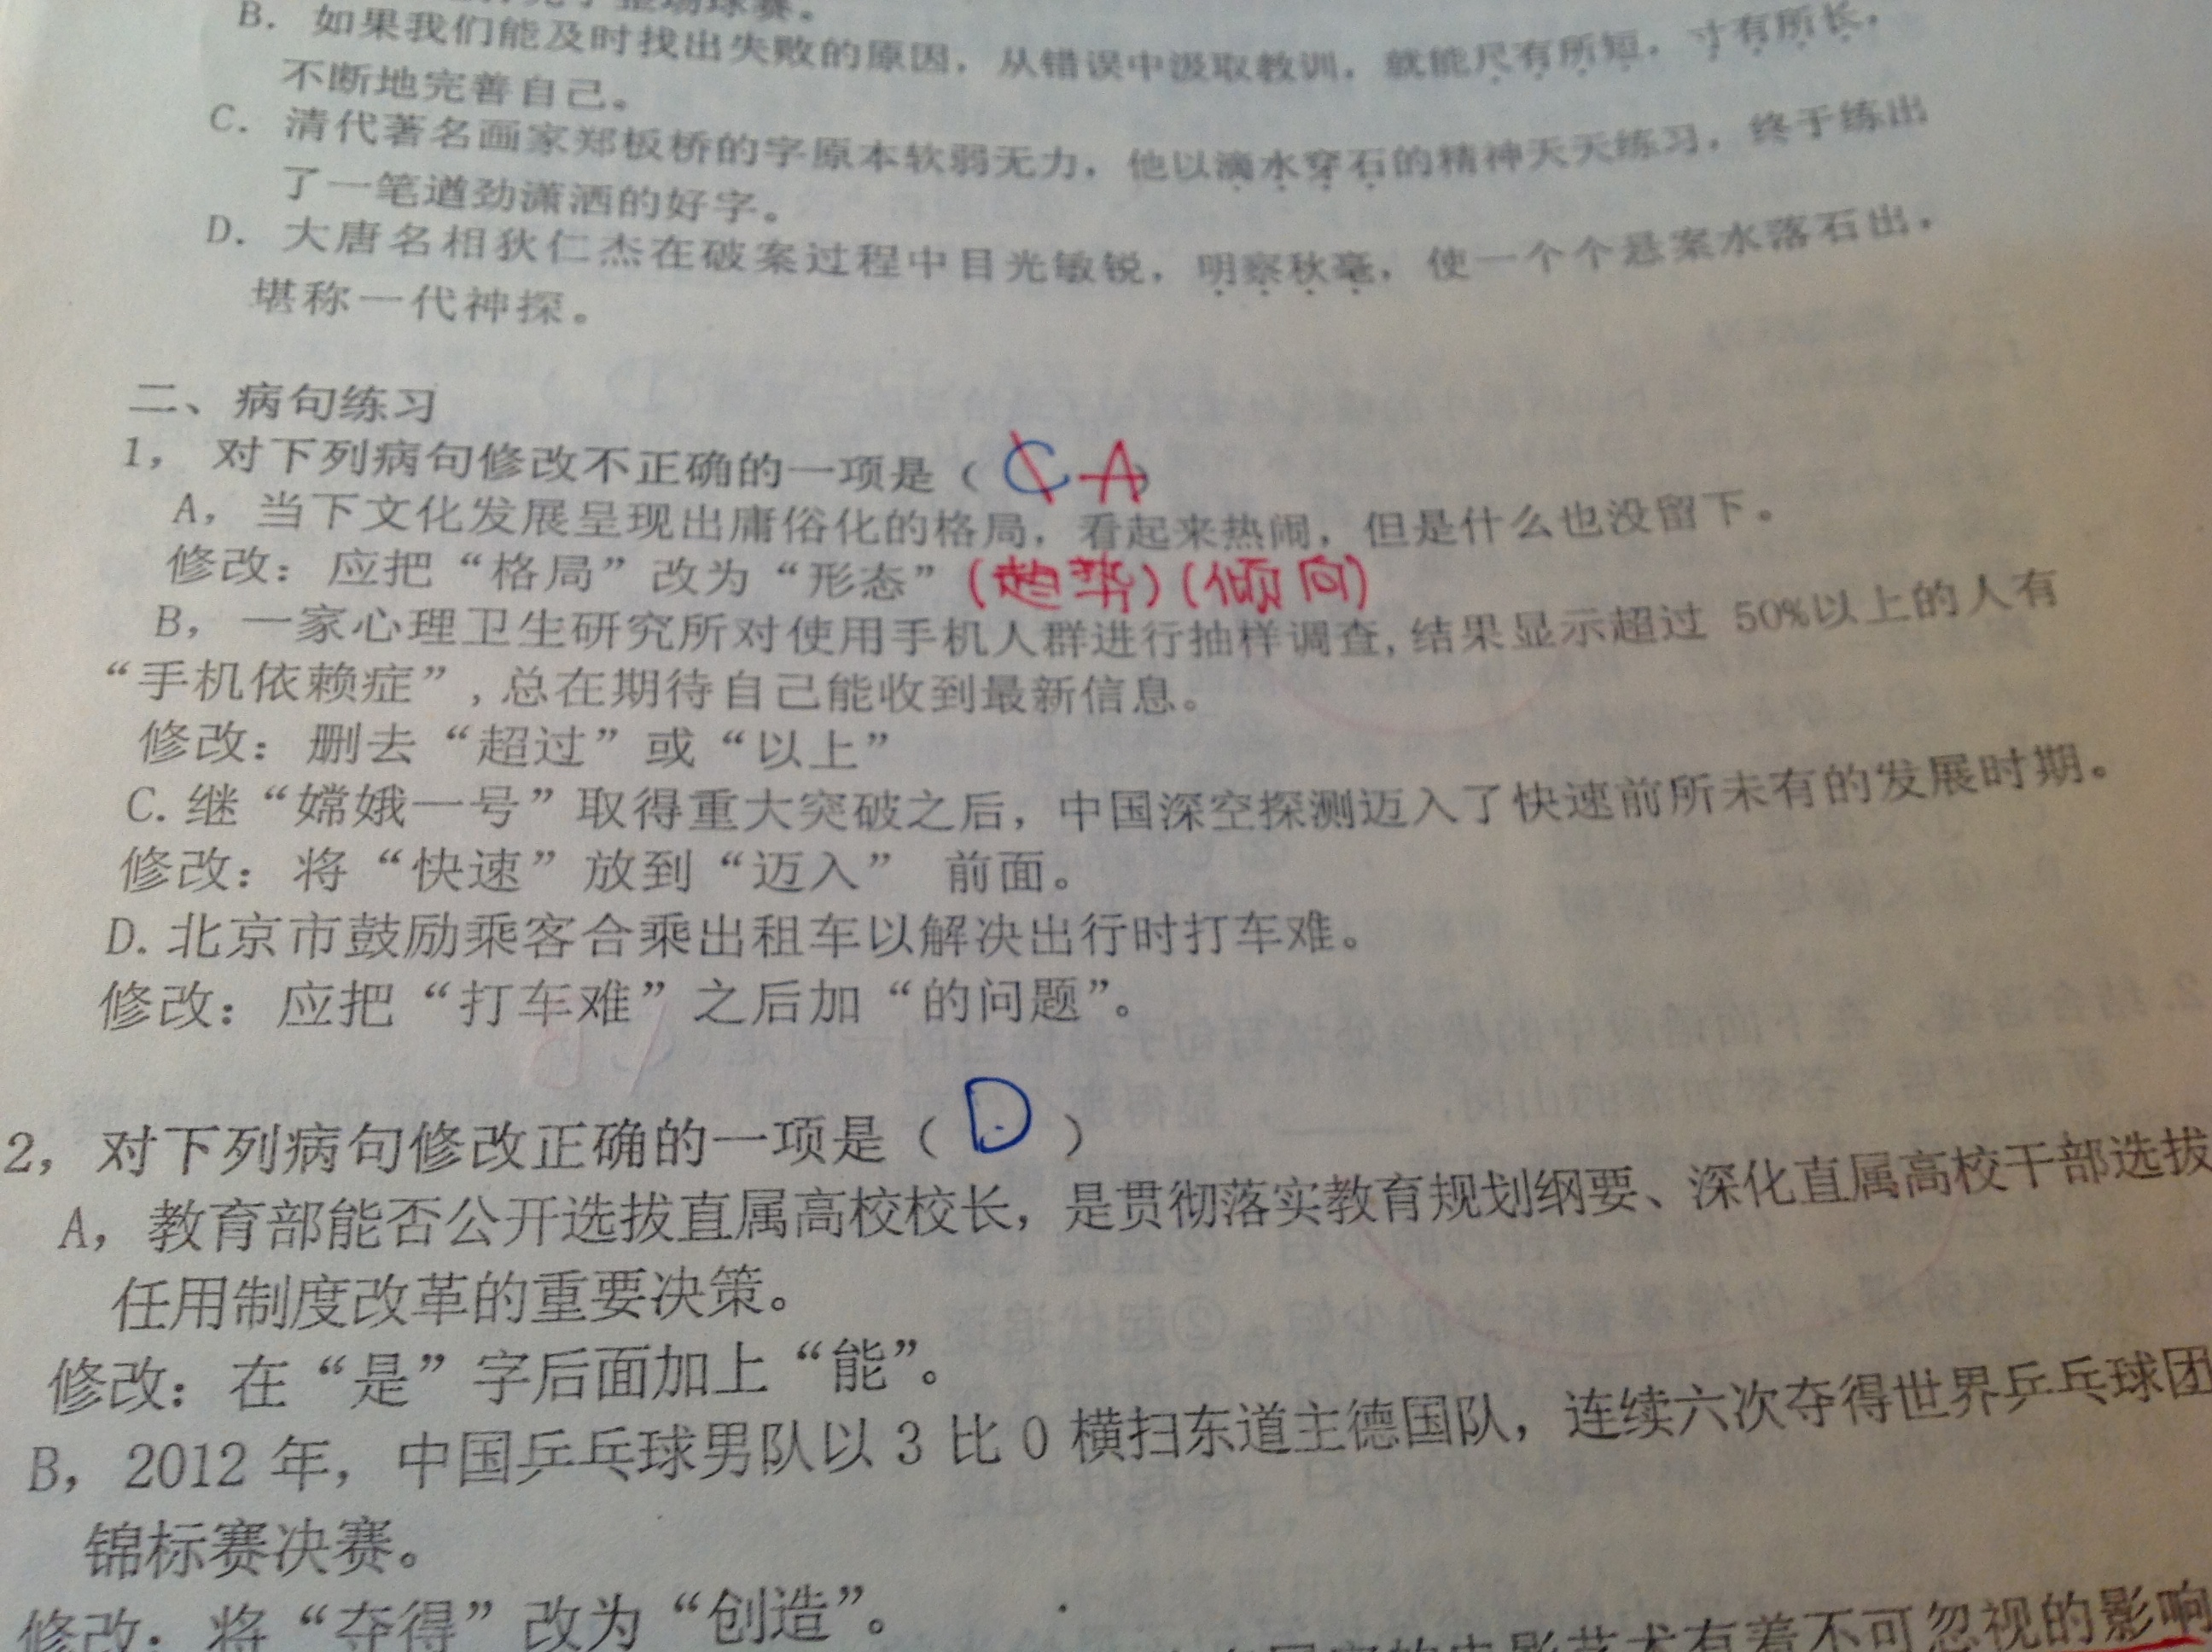 B. 如果我们能及时找出失败的原因，从错误中汲取教训，就能尺有所短，寸有所长，
不断地完善自己。
C. 清代著名画家郑板桥的字原本软弱无力，他以滴水穿石的精神天天练习，终于练出
了一笔遒劲潇洒的好字。
D. 大唐名相狄仁杰在破案过程中目光敏锐，明察秋毫，使一个个悬案水落石出，
堪称一代神探。
二、病句练习
1，对下列病句修改不正确的一项是（ C A ）
A，当下文化发展呈现出庸俗化的格局，看起来热闹，但是什么也没留下。
修改：应把“格局”改为“形态”(趋势)(倾向)
B，一家心理卫生研究所对使用手机人群进行抽样调查,结果显示超过 50%以上的人有
“手机依赖症”,总在期待自己能收到最新信息。
修改：删去“超过”或“以上”
C.继“嫦娥一号”取得重大突破之后，中国深空探测迈入了快速前所未有的发展时期。
修改：将“快速”放到“迈入” 前面。
D.北京市鼓励乘客合乘出租车以解决出行时打车难。
修改：应把“打车难”之后加“的问题”。
2，对下列病句修改正确的一项是（ D ）
A，教育部能否公开选拔直属高校校长，是贯彻落实教育规划纲要、深化直属高校干部选拔
任用制度改革的重要决策。
修改：在“是”字后面加上“能”。
B，2012 年，中国乒乓球男队以 3 比 0 横扫东道主德国队，连续六次夺得世界乒乓球团
锦标赛决赛。
修改：将“夺得”改为“创造”。
的电影艺术有着不可忽视的影响